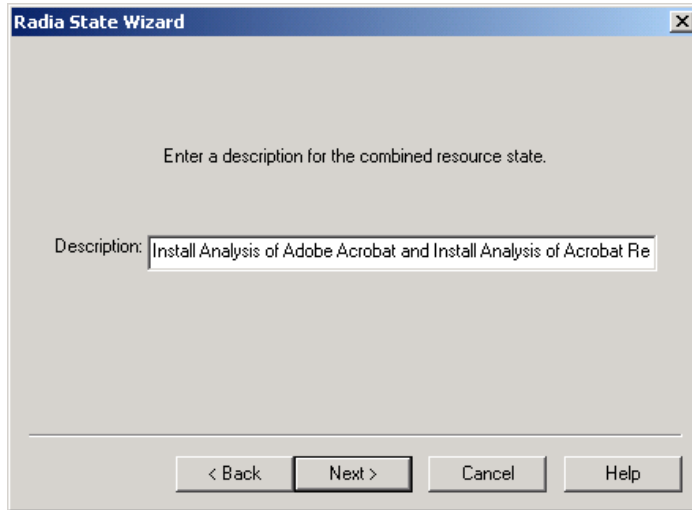 Radia State Wizard
Enter a description for the combined resource state.
Description: Install Analysis of Adobe Acrobat and Install Analysis of Acrobat Re
< Back Next > Cancel Help